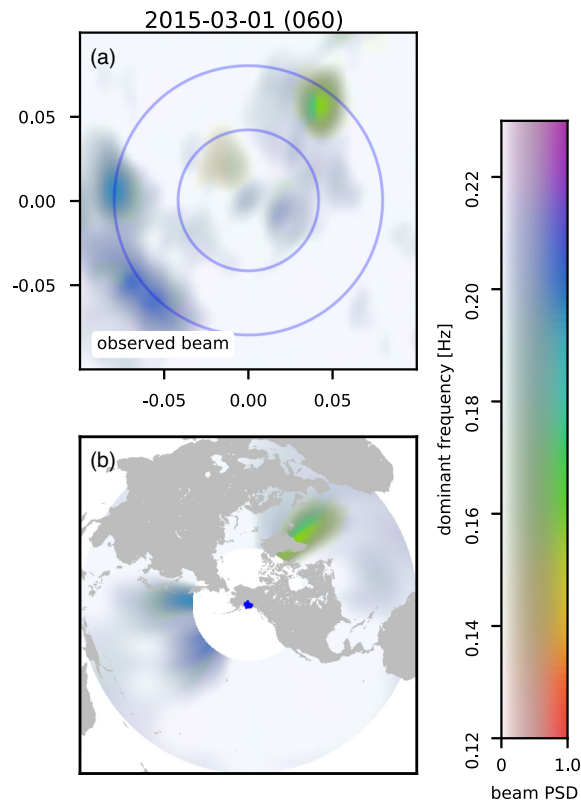 2015-03-01 (060)
(a)
0.05
0.00
-0.05
observed beam
-0.05 0.00 0.05
(b)
0.22
0.20
0.18
0.16
0.14
0.12
dominant frequency [Hz]
0 1.0
beam PSD